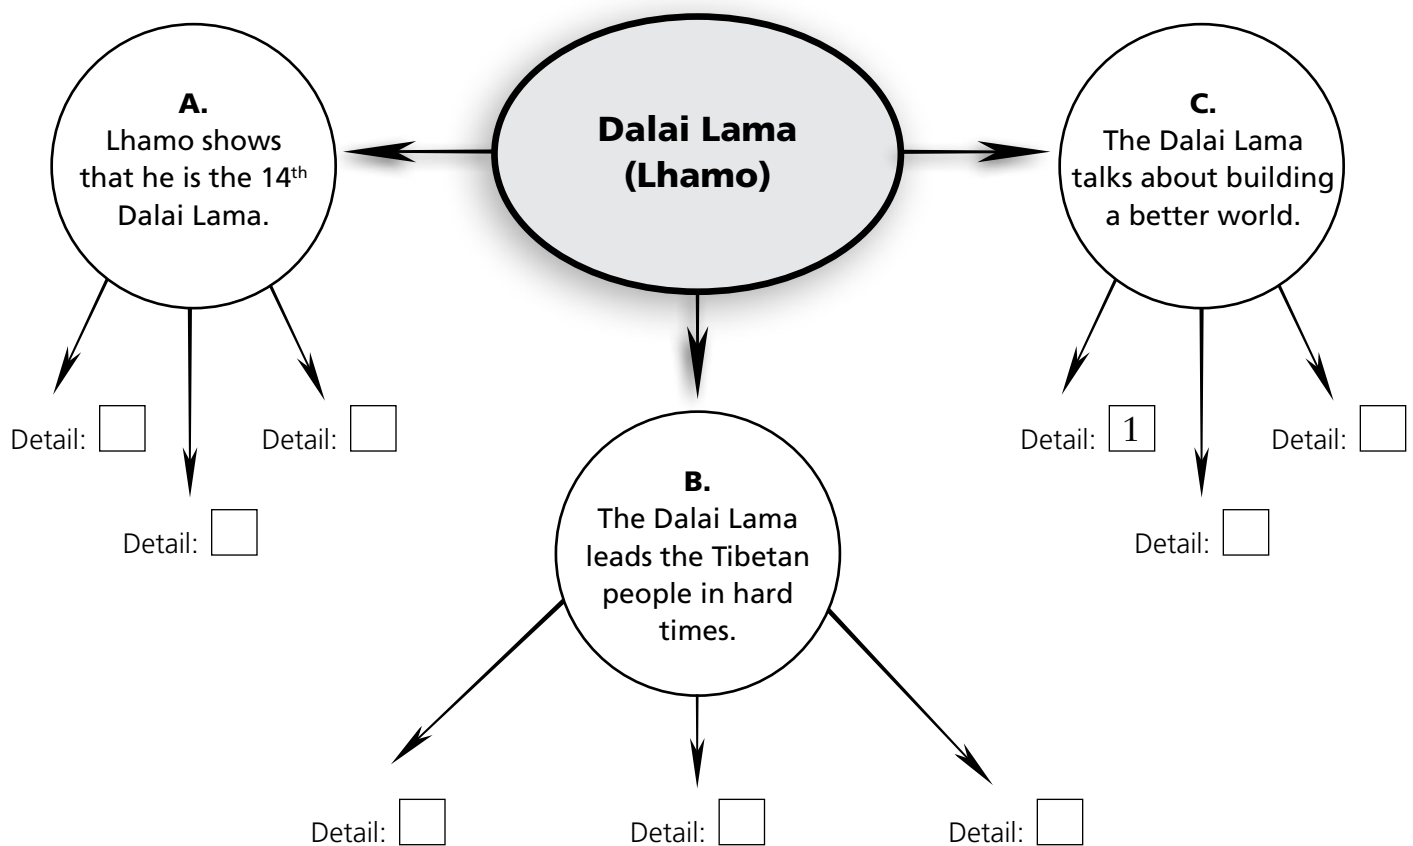 Dalai Lama
(Lhamo)
A.
Lhamo shows
that he is the 14th
Dalai Lama.
Detail:
Detail:
Detail:
B.
The Dalai Lama
leads the Tibetan
people in hard
times.
Detail:
Detail:
Detail:
C.
The Dalai Lama
talks about building
a better world.
Detail: 1
Detail:
Detail: